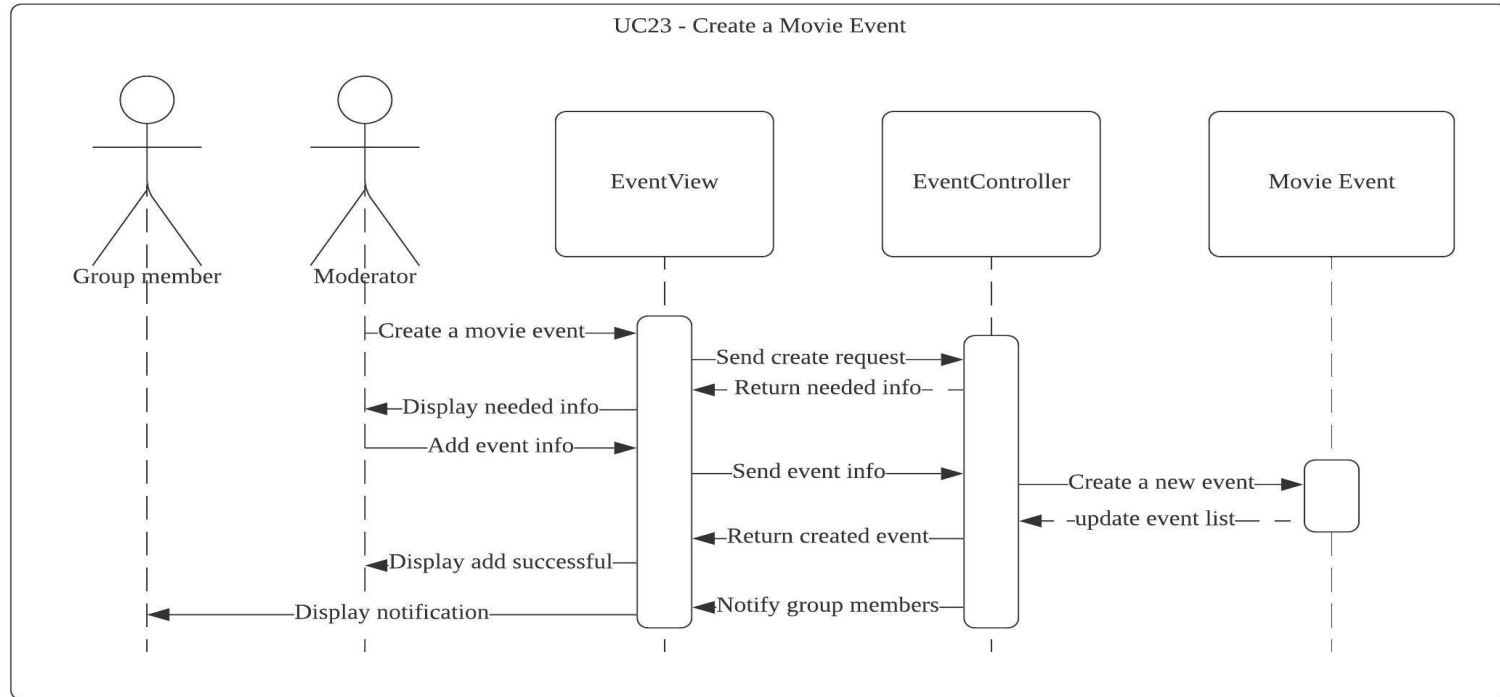 UC23 - Create a Movie Event
EventView
EventController
Movie Event
Group member
Moderator
Create a movie event
Send create request
Return needed info
Display needed info
Add event info
Send event info
Create a new event
update event list
Return created event
Display add successful
Notify group members
Display notification